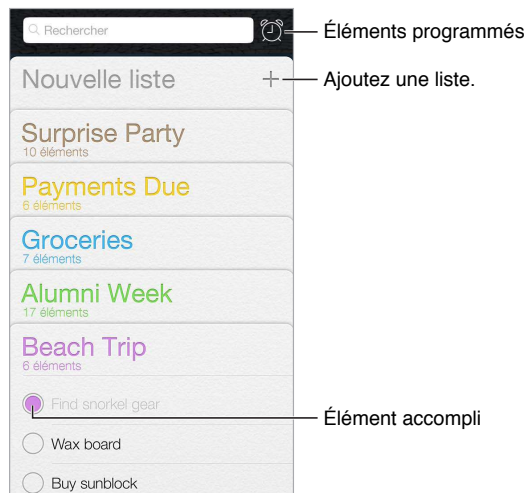 Rechercher
Éléments programmés
Nouvelle liste
Ajoutez une liste.
Surprise Party
10 éléments
Payments Due
6 éléments
Groceries
7 éléments
Alumni Week
17 éléments
Beach Trip
6 éléments
Find snorkel gear
Élément accompli
Wax board
Buy sunblock